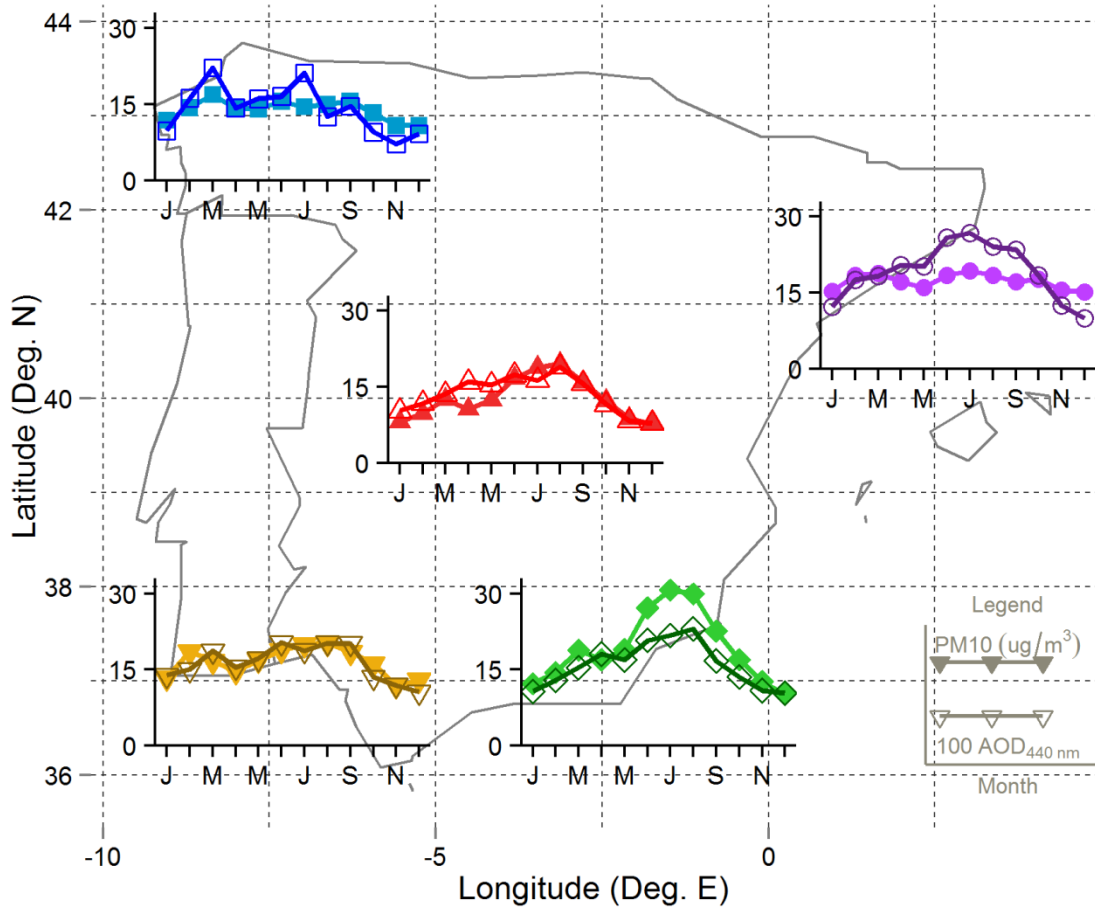 44
30
15
0
J M M J S N
42
30
15
0
J M M J S N
30
15
0
J M M J S N
40
38
30
15
0
J M M J S N
30
15
0
J M M J S N
Legend
PM10 (ug/m³)
100 AOD₄₄₀ ₙₘ
Month
36
-10 -5 0
Latitude (Deg. N)
Longitude (Deg. E)